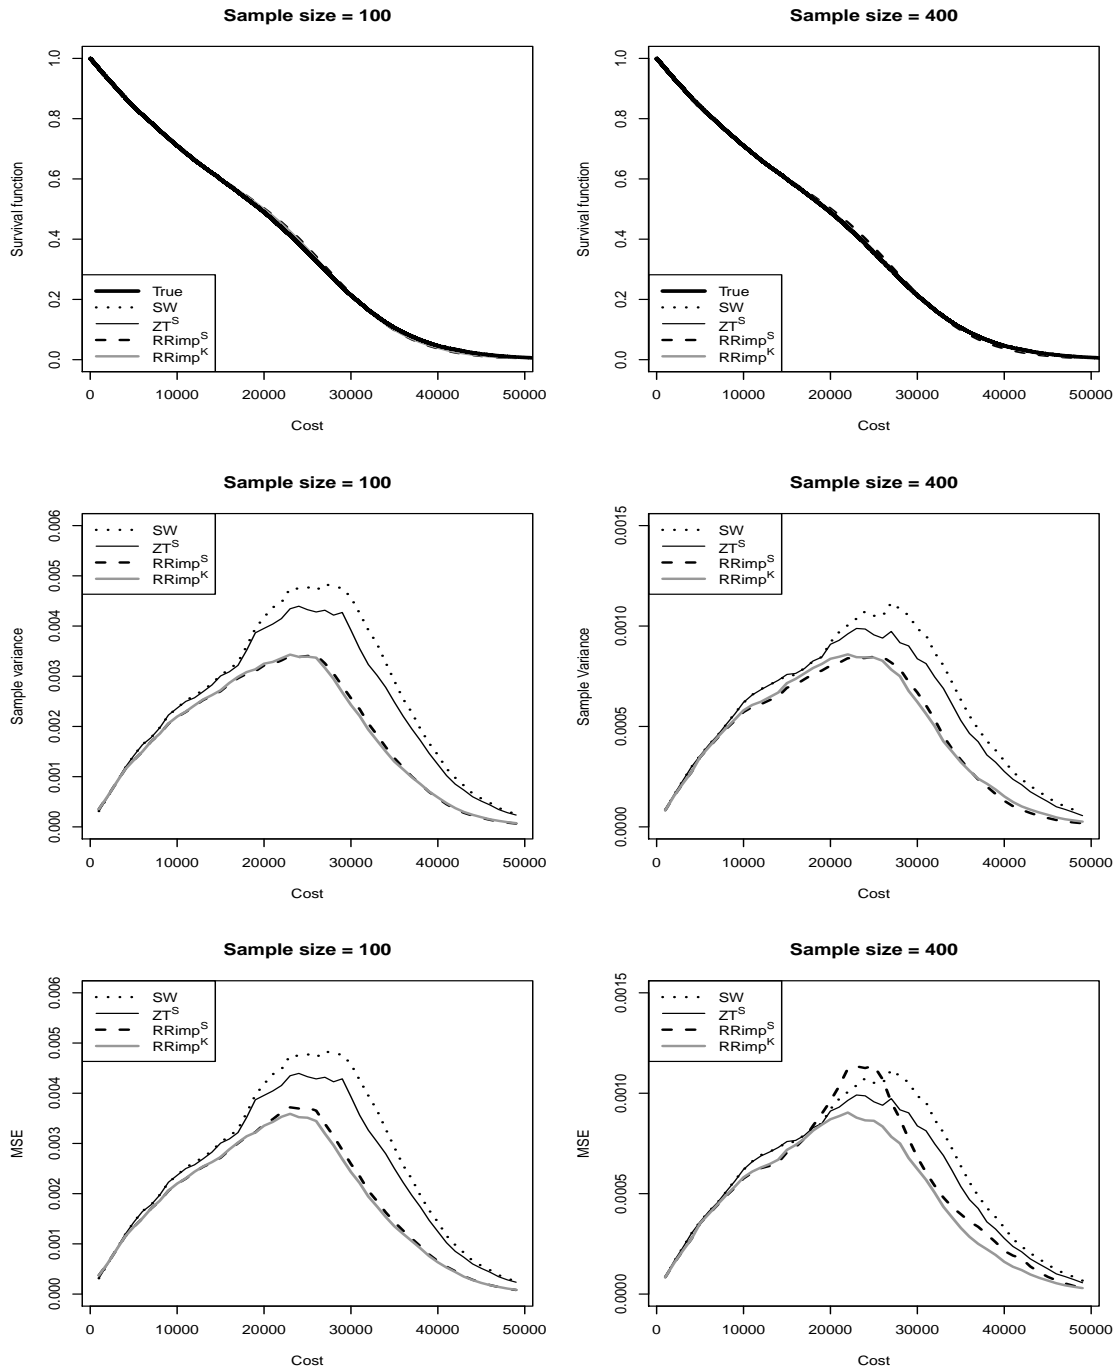 Sample size = 100
Survival function
1.0
0.8
0.6
0.4
0.2
0.0
True
SW
ZT^S
RRimp^S
RRimp^K
0 10000 20000 30000 40000 50000
Cost
Sample size = 400
Survival function
1.0
0.8
0.6
0.4
0.2
0.0
True
SW
ZT^S
RRimp^S
RRimp^K
0 10000 20000 30000 40000 50000
Cost
Sample size = 100
Sample variance
0.006
0.005
0.004
0.003
0.002
0.001
0.000
SW
ZT^S
RRimp^S
RRimp^K
0 10000 20000 30000 40000 50000
Cost
Sample size = 400
Sample Variance
0.0015
0.0010
0.0005
0.0000
SW
ZT^S
RRimp^S
RRimp^K
0 10000 20000 30000 40000 50000
Cost
Sample size = 100
MSE
0.006
0.005
0.004
0.003
0.002
0.001
0.000
SW
ZT^S
RRimp^S
RRimp^K
0 10000 20000 30000 40000 50000
Cost
Sample size = 400
MSE
0.0015
0.0010
0.0005
0.0000
SW
ZT^S
RRimp^S
RRimp^K
0 10000 20000 30000 40000 50000
Cost